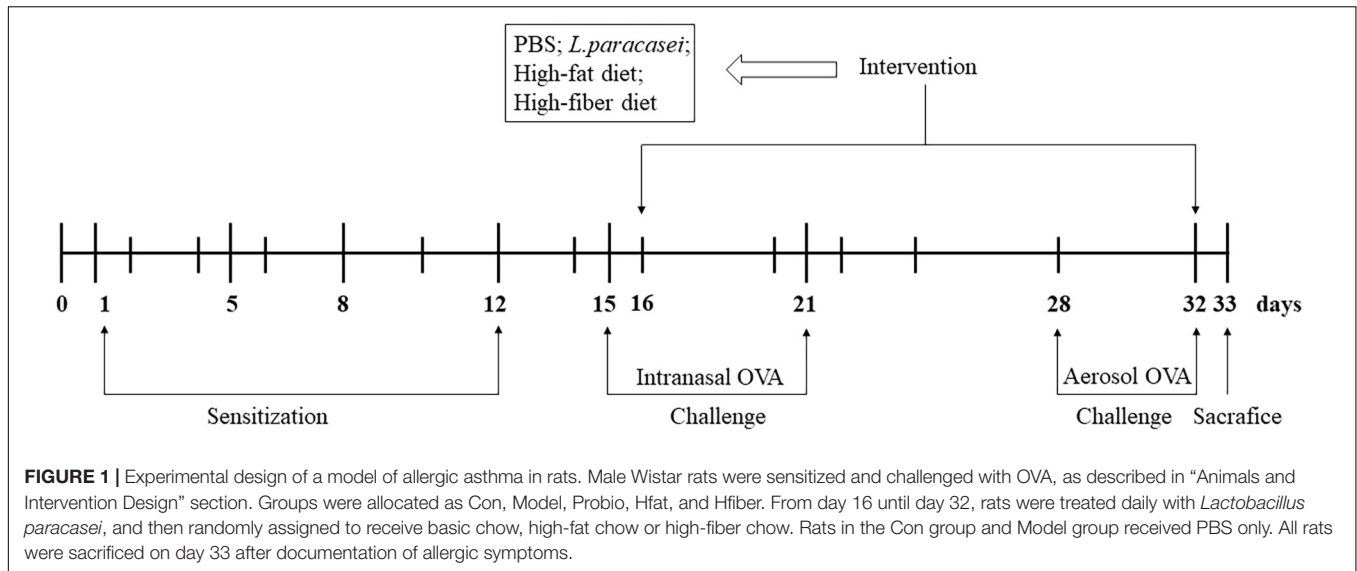 PBS; L.paracasei;
High-fat diet;
High-fiber diet
Intervention
0 1 5 8 12 15 16 21 28 32 33 days
Sensitization
Intranasal OVA
Challenge
Aerosol OVA
Challenge
Sacrafice
FIGURE 1 | Experimental design of a model of allergic asthma in rats. Male Wistar rats were sensitized and challenged with OVA, as described in “Animals and
Intervention Design” section. Groups were allocated as Con, Model, Probio, Hfat, and Hfiber. From day 16 until day 32, rats were treated daily with Lactobacillus
paracasei, and then randomly assigned to receive basic chow, high-fat chow or high-fiber chow. Rats in the Con group and Model group received PBS only. All rats
were sacrificed on day 33 after documentation of allergic symptoms.